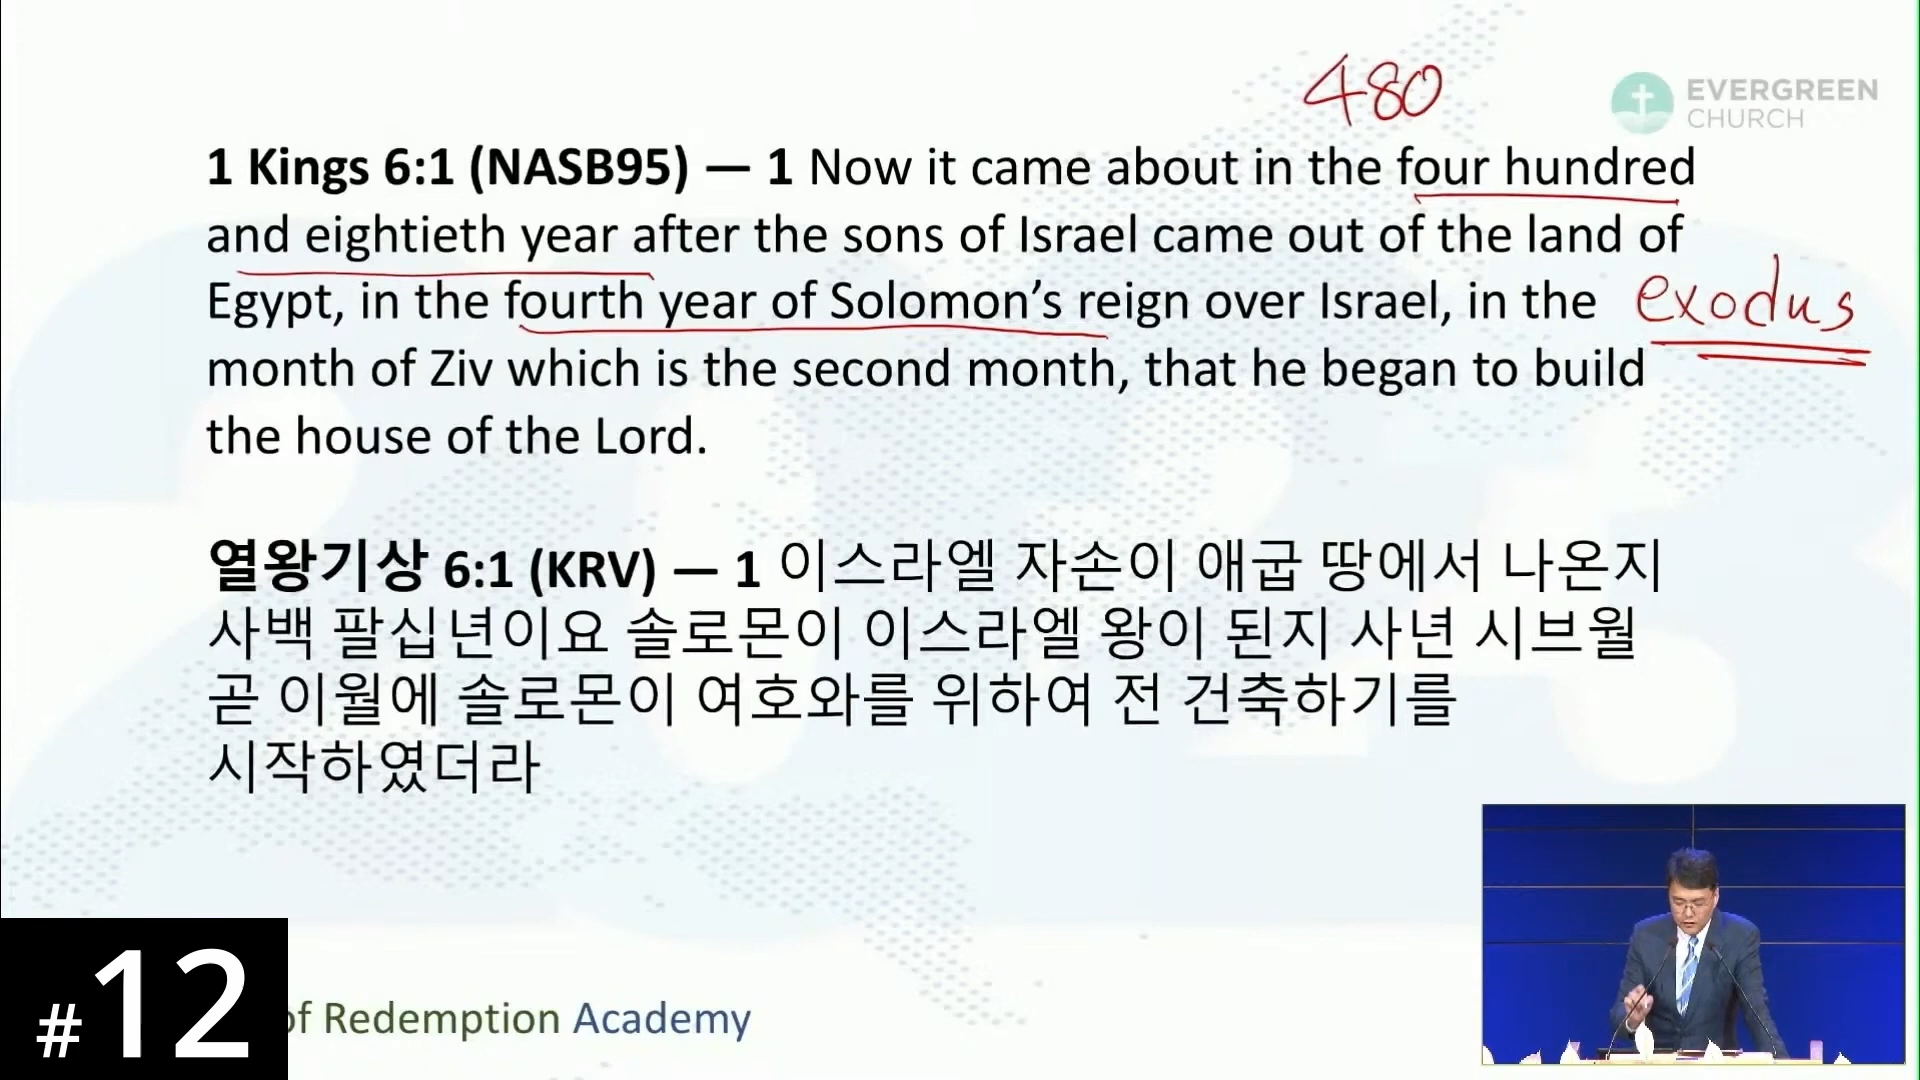 480
EVERGREEN
CHURCH
1 Kings 6:1 (NASB95) — 1 Now it came about in the four hundred
and eightieth year after the sons of Israel came out of the land of
Egypt, in the fourth year of Solomon’s reign over Israel, in the
exodus
month of Ziv which is the second month, that he began to build
the house of the Lord.
열왕기상 6:1 (KRV) — 1 이스라엘 자손이 애굽 땅에서 나온지
사백 팔십년이요 솔로몬이 이스라엘 왕이 된지 사년 시브월
곧 이월에 솔로몬이 여호와를 위하여 전 건축하기를
시작하였더라
#12
of Redemption Academy